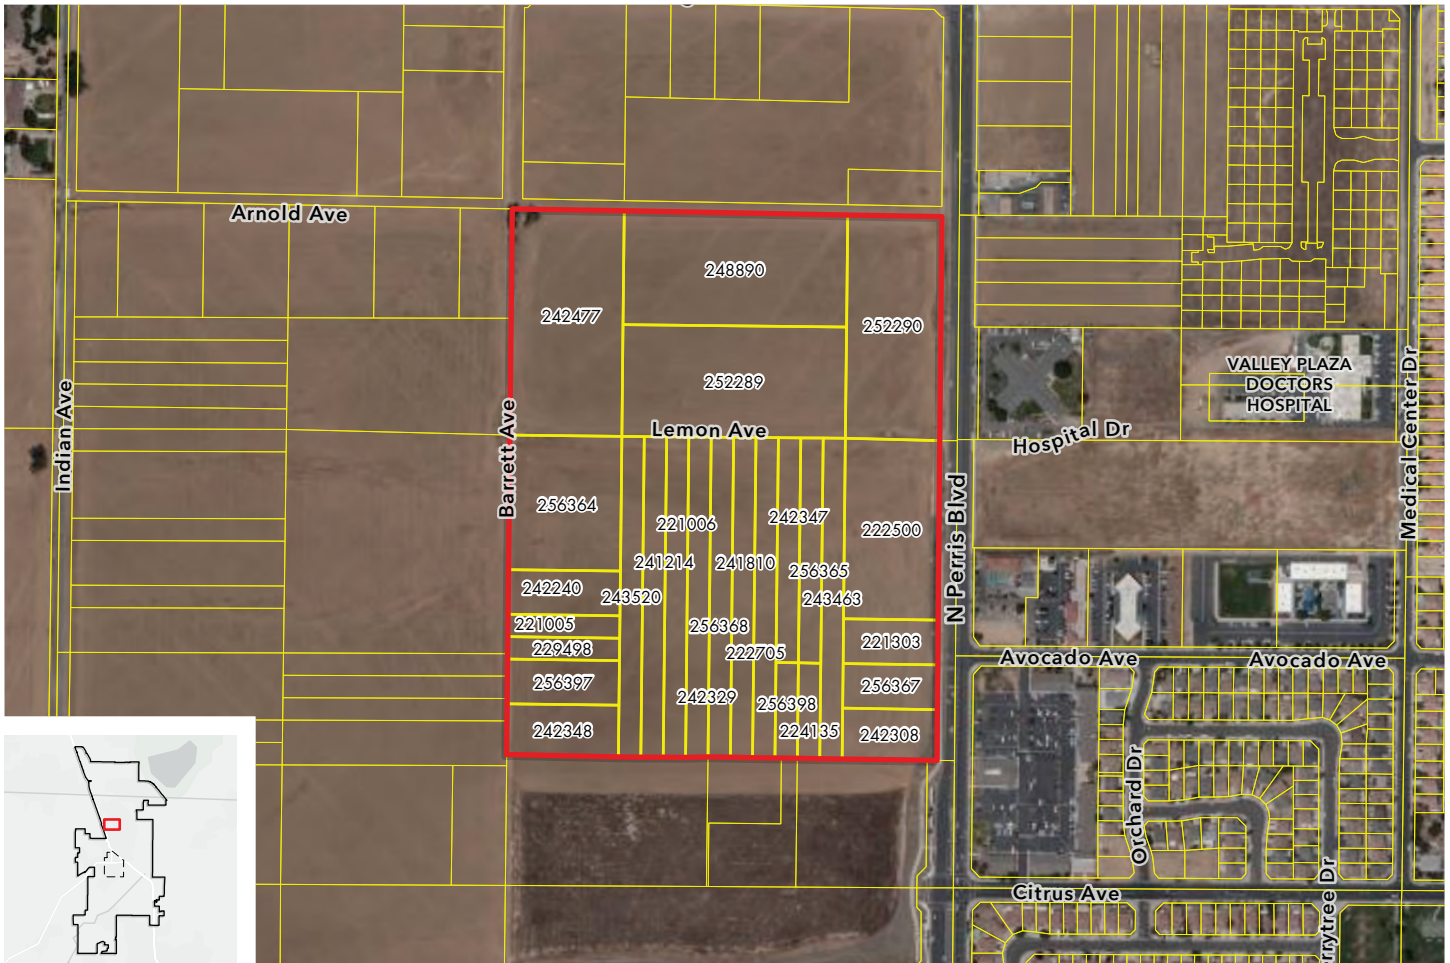 Arnold Ave
248890
242477
252290
252289
VALLEY PLAZA
DOCTORS
HOSPITAL
Indian Ave
Barrett Ave
Lemon Ave
Hospital Dr
Medical Center Dr
N Perris Blvd
256364
221006
242347
222500
241214
241810
256365
242240
243520
243463
221005
256368
221303
229498
222705
Avocado Ave
Avocado Ave
256397
242329
256398
256367
242348
224135
242308
Orchard Dr
Citrus Ave